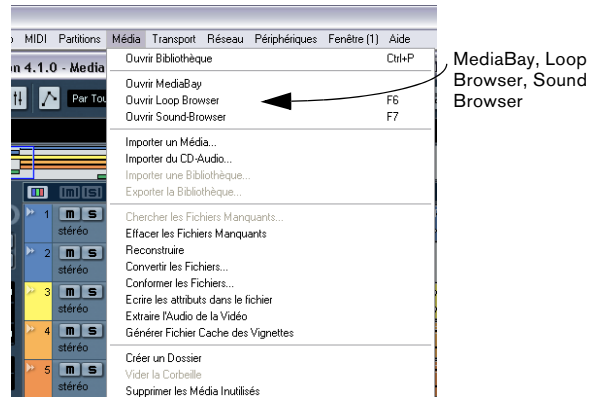 MIDI Partitions Média Transport Réseau Périphériques Fenêtre (1) Aide
n 4.1.0 - Media
Par Tou
Ouvrir Bibliothèque Ctrl+P
Ouvrir MediaBay
Ouvrir Loop Browser F6
Ouvrir Sound-Browser F7
MediaBay, Loop
Browser, Sound
Browser
Importer un Média...
Importer du CD-Audio...
Importer une Bibliothèque...
Exporter la Bibliothèque...
Chercher les Fichiers Manquants...
Effacer les Fichiers Manquants
Reconstruire
Convertir les Fichiers...
Conformer les Fichiers...
Ecrire les attributs dans le fichier
Extraire l'Audio de la Vidéo
Générer Fichier Cache des Vignettes
Créer un Dossier
Vider la Corbeille
Supprimer les Média Inutilisés
m s
1 m s
stéréo
2 m s
stéréo
3 m s
stéréo
4 m s
stéréo
5 m s
stéréo